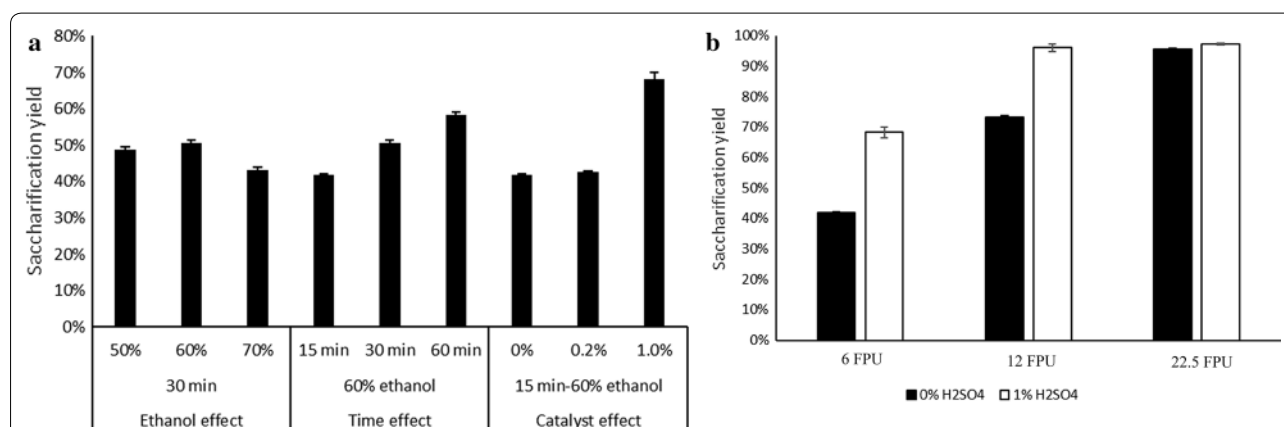 a
80%
70%
60%
50%
40%
30%
20%
10%
0%
Saccharification yield
50% 60% 70% 15 min 30 min 60 min 0% 0.2% 1.0%
30 min 60% ethanol 15 min-60% ethanol
Ethanol effect Time effect Catalyst effect
b
100%
90%
80%
70%
60%
50%
40%
30%
20%
10%
0%
Saccharification yield
6 FPU 12 FPU 22.5 FPU
0% H2SO4 1% H2SO4